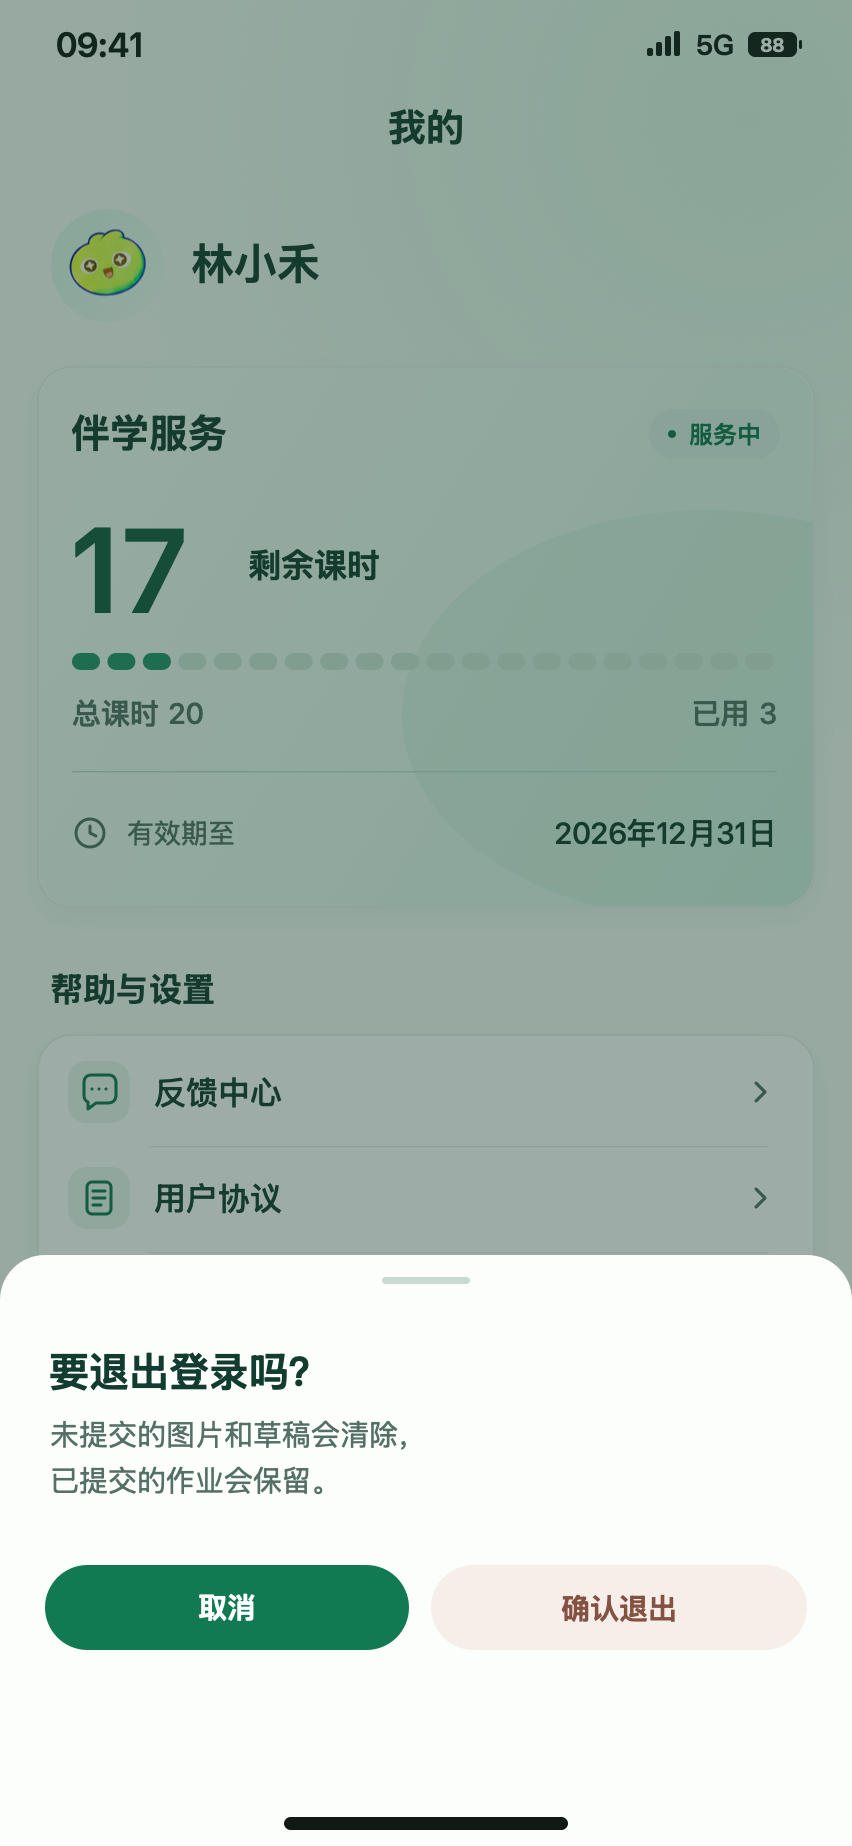 09:41
5G
88
我的
林小禾
伴学服务
服务中
17
剩余课时
总课时 20
已用 3
有效期至
2026年12月31日
帮助与设置
反馈中心
用户协议
要退出登录吗?
未提交的图片和草稿会清除,
已提交的作业会保留。
取消
确认退出